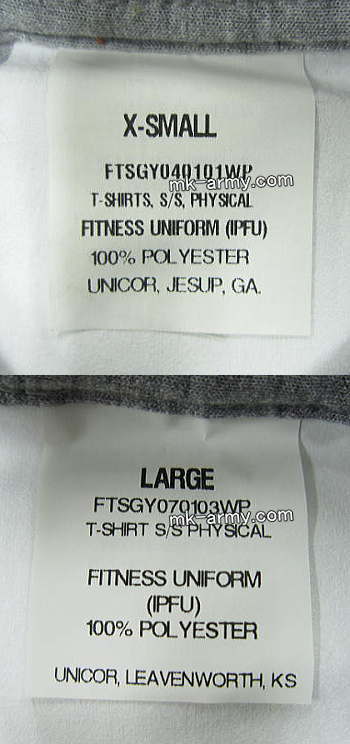 X-SMALL
FTSGY040101WP
mk-army.com
T-SHIRTS, S/S, PHYSICAL
FITNESS UNIFORM (IPFU)
100% POLYESTER
UNICOR, JESUP, GA.
LARGE
FTSGY070103WP
mk-army.com
T-SHIRT S/S PHYSICAL
FITNESS UNIFORM
(IPFU)
100% POLYESTER
UNICOR, LEAVENWORTH, KS